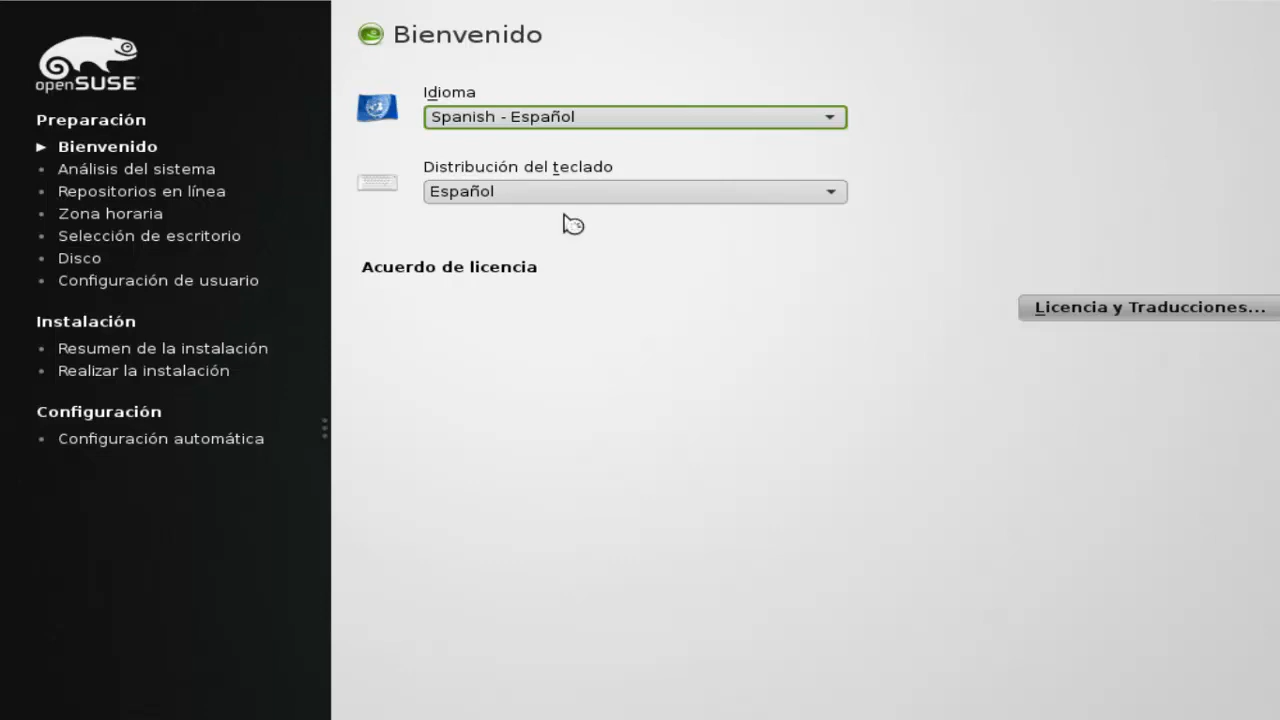 openSUSE
Preparación
Bienvenido
Análisis del sistema
Repositorios en línea
Zona horaria
Selección de escritorio
Disco
Configuración de usuario
Instalación
Resumen de la instalación
Realizar la instalación
Configuración
Configuración automática
Bienvenido
Idioma
Spanish - Español
Distribución del teclado
Español
Acuerdo de licencia
Licencia y Traducciones...